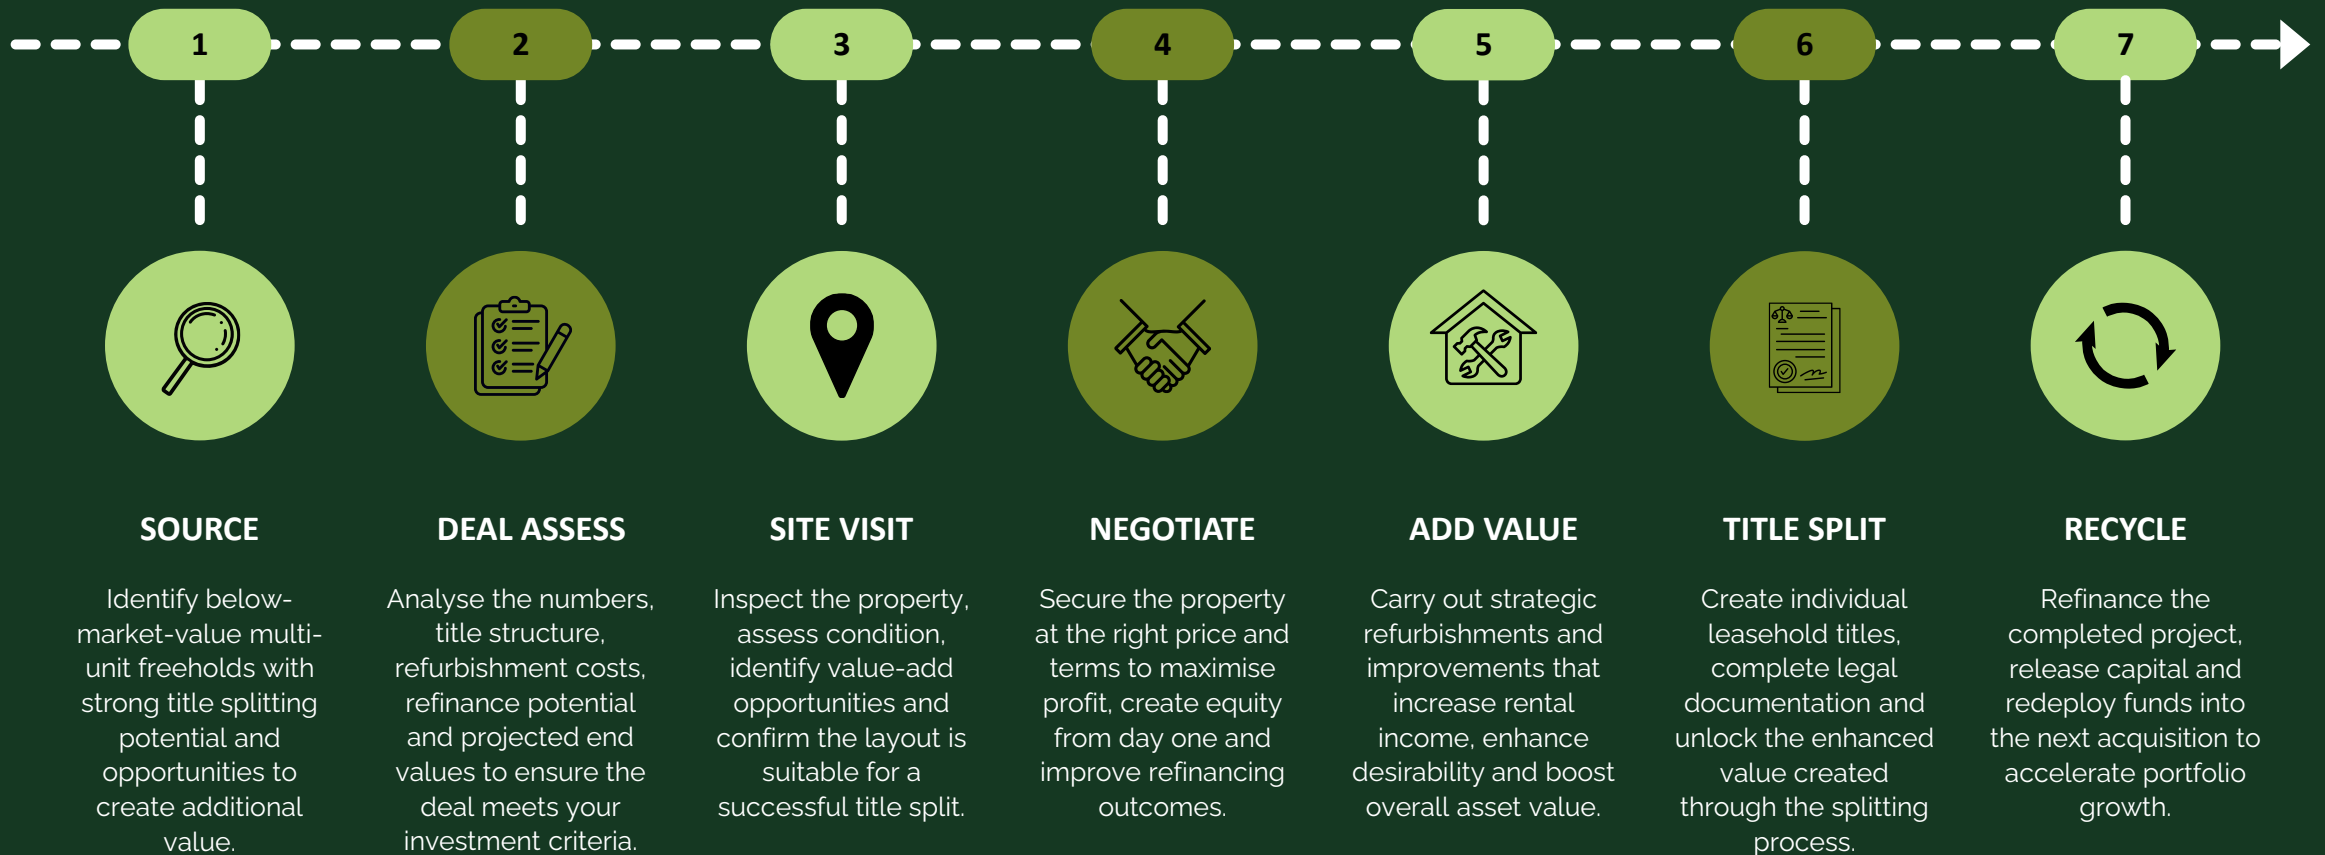 1
2
3
4
5
6
7
SOURCE
Identify below-
market-value multi-
unit freeholds with
strong title splitting
potential and
opportunities to
create additional
value.
DEAL ASSESS
Analyse the numbers,
title structure,
refurbishment costs,
refinance potential
and projected end
values to ensure the
deal meets your
investment criteria.
SITE VISIT
Inspect the property,
assess condition,
identify value-add
opportunities and
confirm the layout is
suitable for a
successful title split.
NEGOTIATE
Secure the property
at the right price and
terms to maximise
profit, create equity
from day one and
improve refinancing
outcomes.
ADD VALUE
Carry out strategic
refurbishments and
improvements that
increase rental
income, enhance
desirability and boost
overall asset value.
TITLE SPLIT
Create individual
leasehold titles,
complete legal
documentation and
unlock the enhanced
value created
through the splitting
process.
RECYCLE
Refinance the
completed project,
release capital and
redeploy funds into
the next acquisition to
accelerate portfolio
growth.